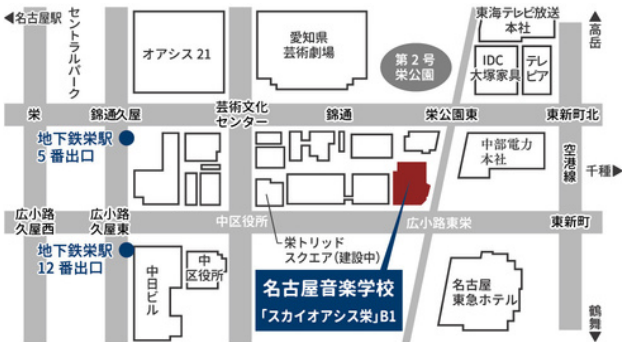 ◀名古屋駅
セントラルパーク
オアシス21
愛知県
芸術劇場
第2号
栄公園
東海テレビ放送
本社
IDC
大塚家具
テレ
ピア
▲高岳
栄
錦通久屋
芸術文化
センター
錦通
栄公園東
東新町北
地下鉄栄駅
5番出口
中部電力
本社
空港線
千種▶
広小路
久屋西
広小路
久屋東
中区役所
広小路東栄
東新町
地下鉄栄駅
12番出口
中日ビル
中
区役所
栄トリッド
スクエア(建設中)
名古屋音楽学校
「スカイオアシス栄」B1
名古屋
東急ホテル
鶴舞▼